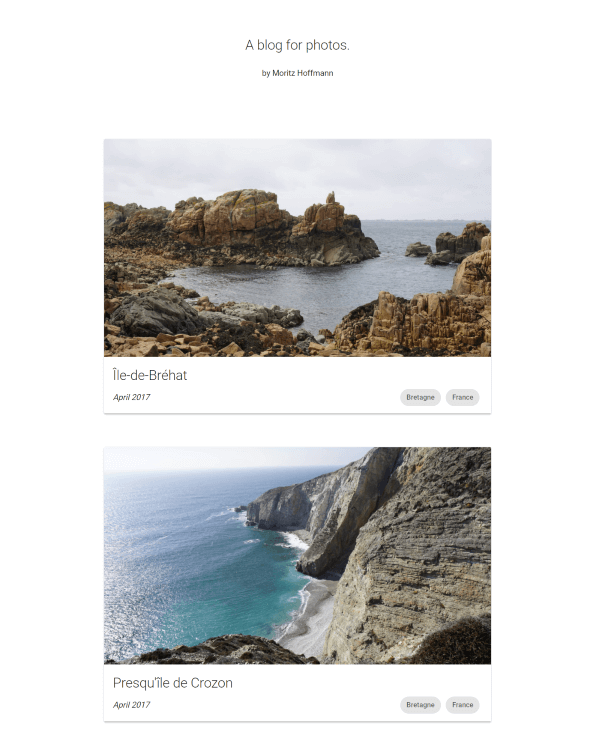 A blog for photos.
by Moritz Hoffmann
Île-de-Bréhat
April 2017
Bretagne
France
Presqu'île de Crozon
April 2017
Bretagne
France